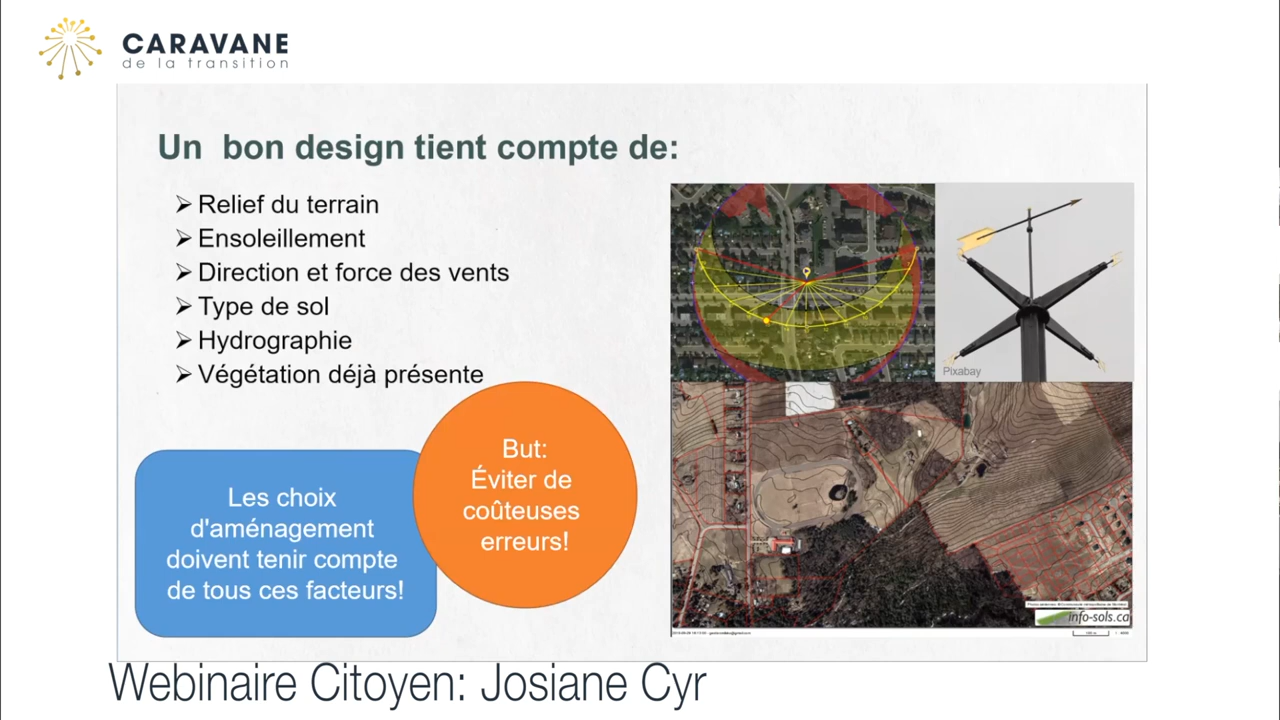 CARAVANE
de la transition
Un bon design tient compte de:
Relief du terrain
Ensoleillement
Direction et force des vents
Type de sol
Hydrographie
Végétation déjà présente
Les choix
d'aménagement
doivent tenir compte
de tous ces facteurs!
But:
Éviter de
coûteuses
erreurs!
Pixabay
info-sols.ca
Webinaire Citoyen: Josiane Cyr